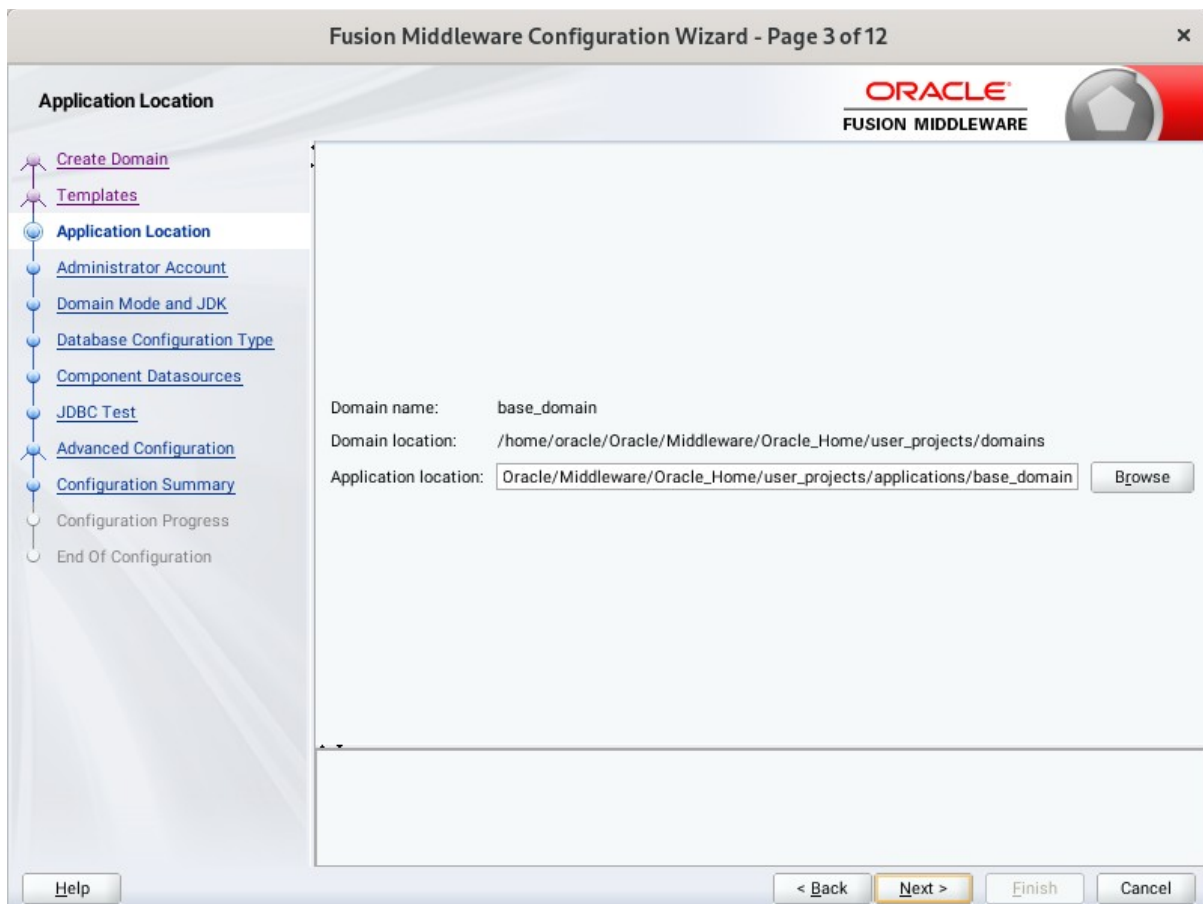 Fusion Middleware Configuration Wizard - Page 3 of 12
×
Application Location
ORACLE
FUSION MIDDLEWARE
Create Domain
Templates
Application Location
Administrator Account
Domain Mode and JDK
Database Configuration Type
Component Datasources
JDBC Test
Advanced Configuration
Configuration Summary
Configuration Progress
End Of Configuration
Domain name: base_domain
Domain location: /home/oracle/Oracle/Middleware/Oracle_Home/user_projects/domains
Application location: Oracle/Middleware/Oracle_Home/user_projects/applications/base_domain Browse
Help < Back Next > Finish Cancel